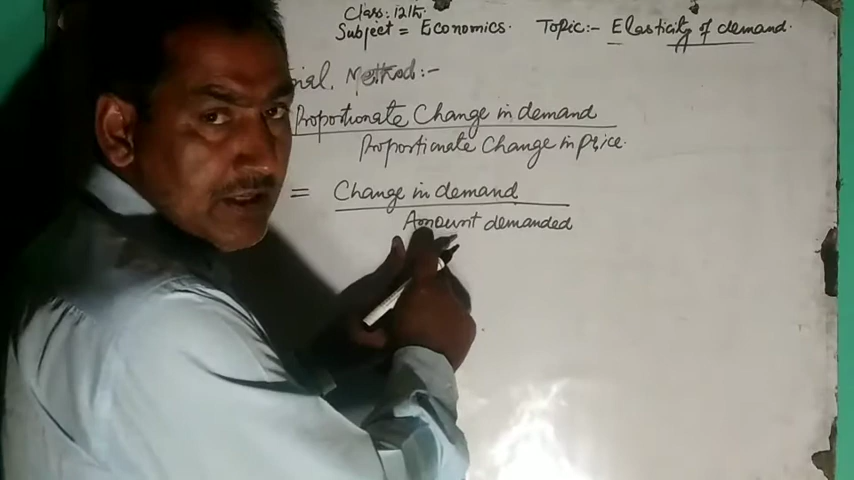 Class: 12th
Subject = Economics. Topic:- Elasticity of demand.
Method:-
Proportionate Change in demand
Proportionate Change in price.
= Change in demand
Amount demanded